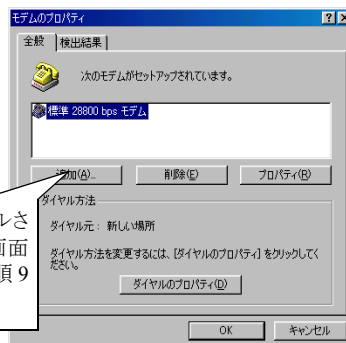 モデムのプロパティ
全般
検出結果
次のモデムがセットアップされています。
標準 28800 bps モデム
追加(A)...
削除(E)
プロパティ(R)
ダイヤル方法
ダイヤル元： 新しい場所
ダイヤル方法を変更するには、[ダイヤルのプロパティ] をクリックしてく
ださい。
ダイヤルのプロパティ(D)
OK
キャンセル
ルさ
画面
順 9